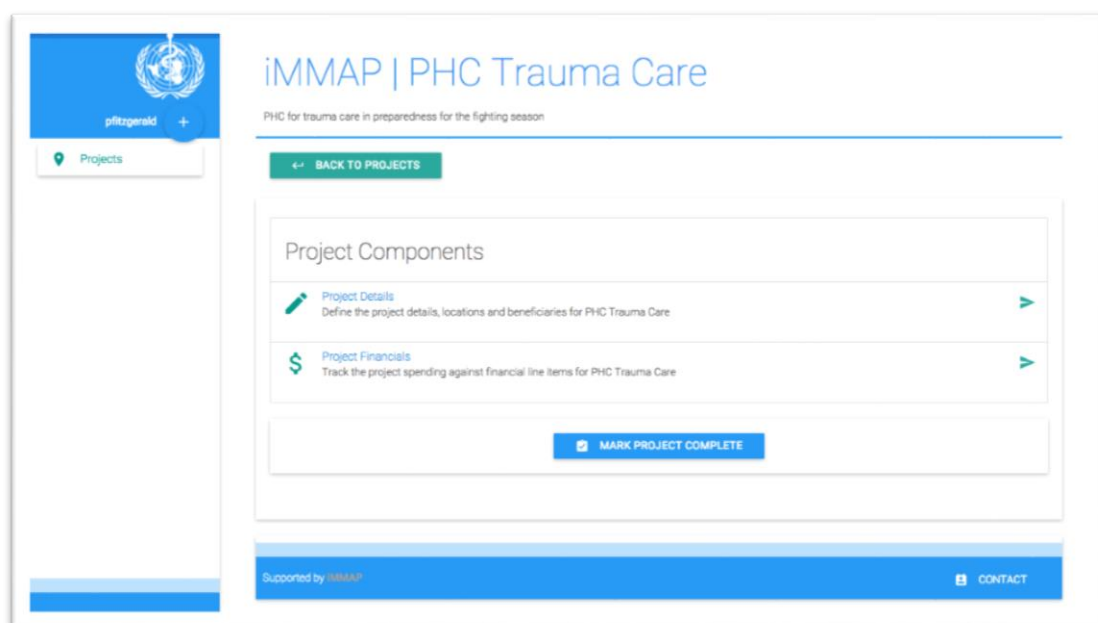 pfitzgerald
Projects
iMMAP | PHC Trauma Care
PHC for trauma care in preparedness for the fighting season
BACK TO PROJECTS
Project Components
Project Details
Define the project details, locations and beneficiaries for PHC Trauma Care
Project Financials
Track the project spending against financial line items for PHC Trauma Care
MARK PROJECT COMPLETE
Supported by iMMAP
CONTACT